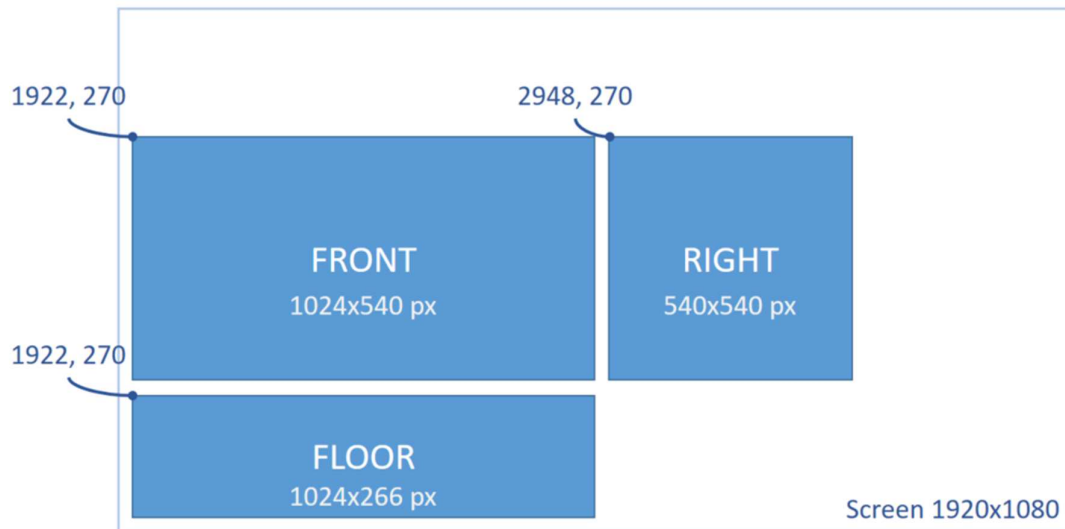 1922, 270
2948, 270
FRONT
1024x540 px
RIGHT
540x540 px
1922, 270
FLOOR
1024x266 px
Screen 1920x1080